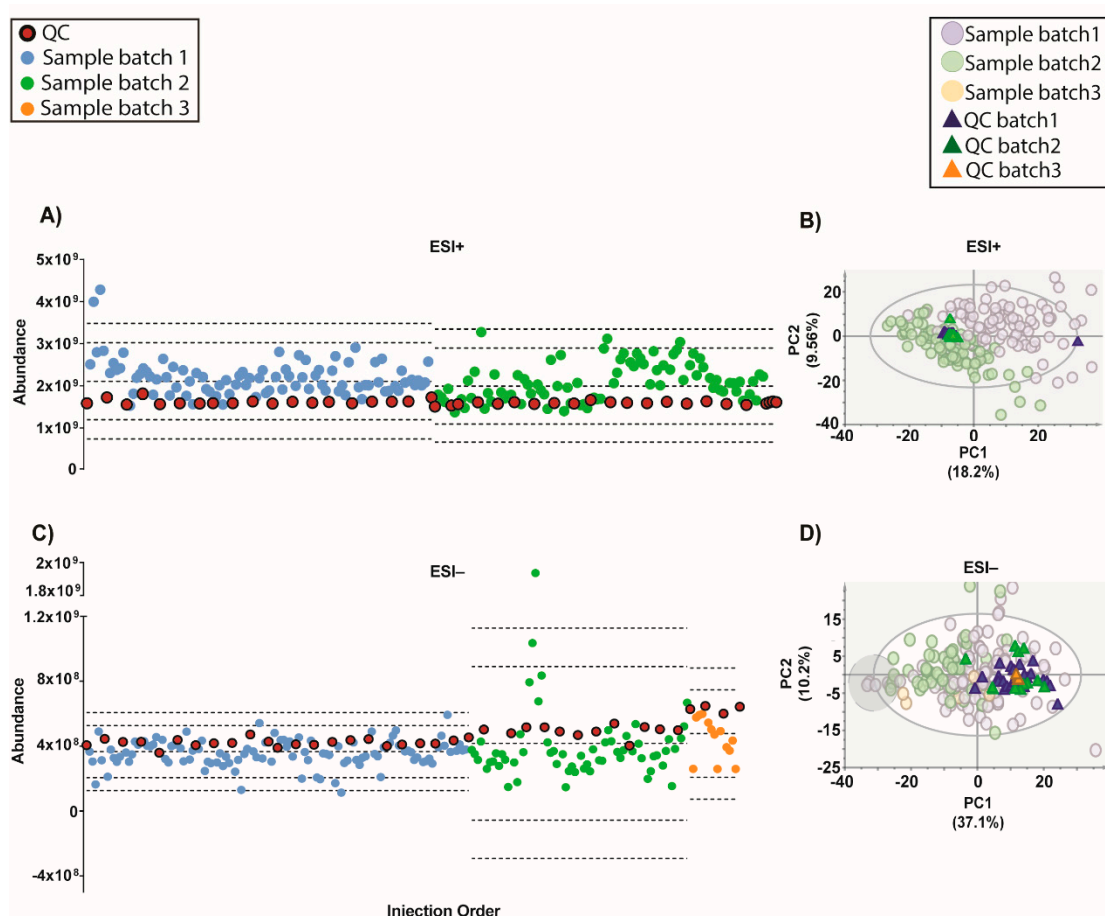 QC
Sample batch 1
Sample batch 2
Sample batch 3
Sample batch1
Sample batch2
Sample batch3
QC batch1
QC batch2
QC batch3
A)
ESI+
5x10⁹
4x10⁹
3x10⁹
2x10⁹
1x10⁹
0
Abundance
B)
ESI+
20
0
-20
-40
PC2
(9.56%)
-40
-20
0
20
PC1
(18.2%)
C)
ESI–
2x10⁹
1.8x10⁹
1.2x10⁹
8x10⁸
4x10⁸
0
-4x10⁸
Abundance
Injection Order
D)
ESI–
15
5
-5
-15
-25
PC2
(10.2%)
-40
-20
0
20
PC1
(37.1%)